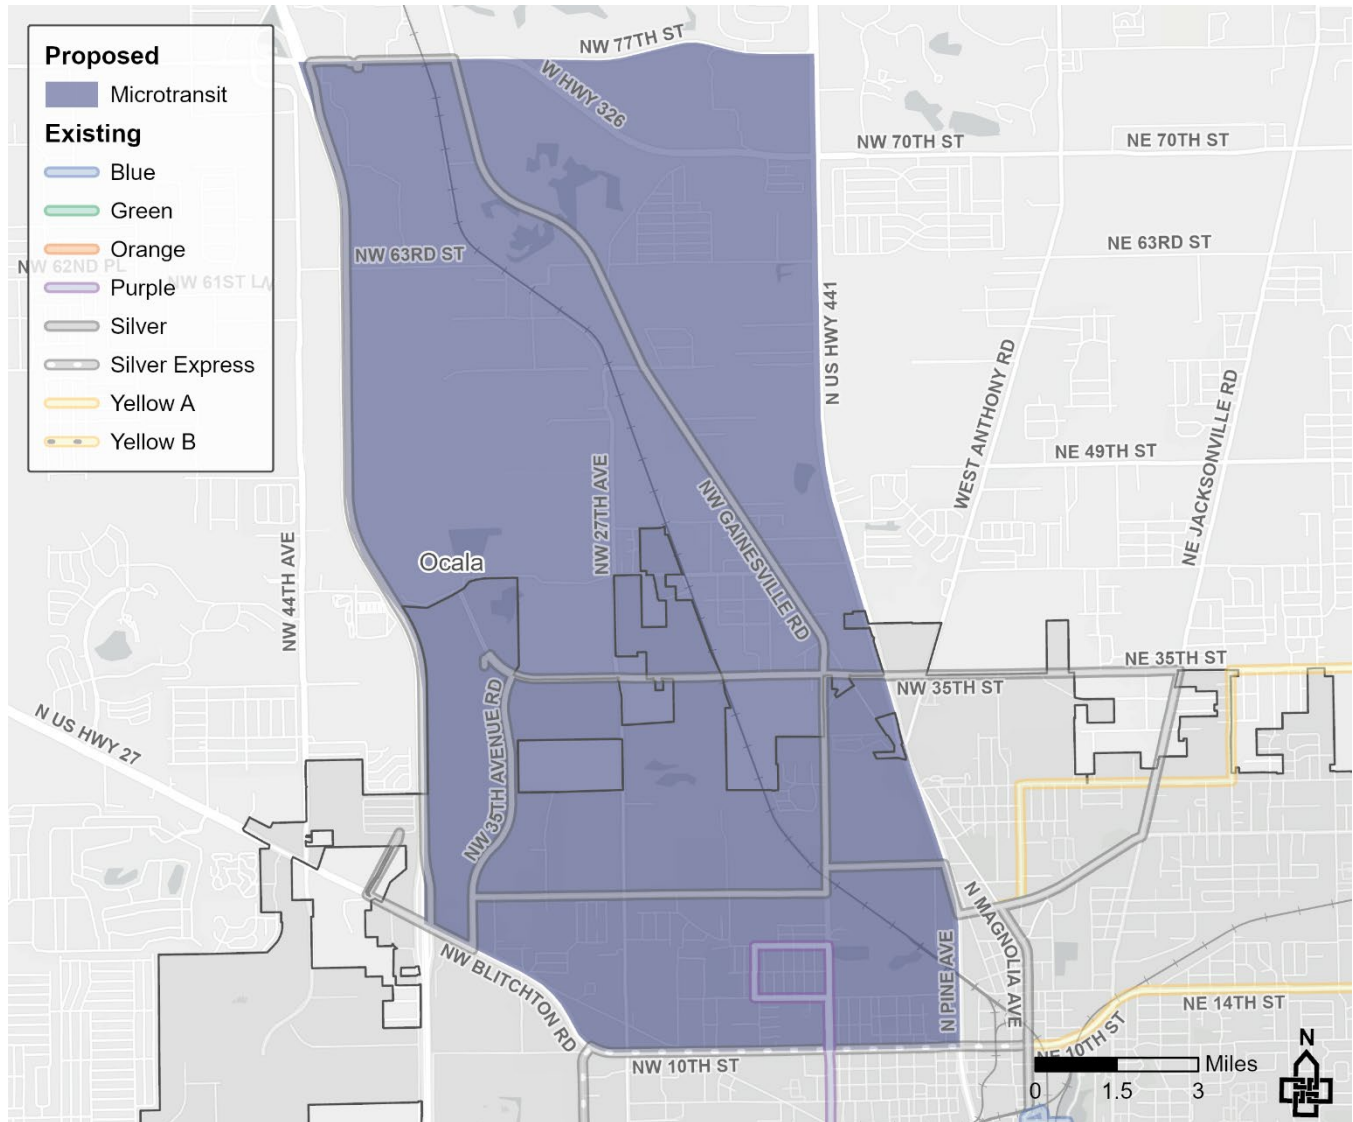 Proposed
Microtransit
Existing
Blue
Green
Orange
Purple
Silver
Silver Express
Yellow A
Yellow B
NW 77TH ST
W HWY 326
NW 70TH ST
NE 70TH ST
NW 63RD ST
NE 63RD ST
NW 62ND PL
NW 61ST LN
N US HWY 441
WEST ANTHONY RD
NE JACKSONVILLE RD
NE 49TH ST
NW 27TH AVE
NW GAINESVILLE RD
NW 44TH AVE
Ocala
NE 35TH ST
NW 35TH ST
N US HWY 27
NW 35TH AVENUE RD
NW BLITCHTON RD
N PINE AVE
N MAGNOLIA AVE
NE 14TH ST
NE 10TH ST
NW 10TH ST
N
Miles
0 1.5 3